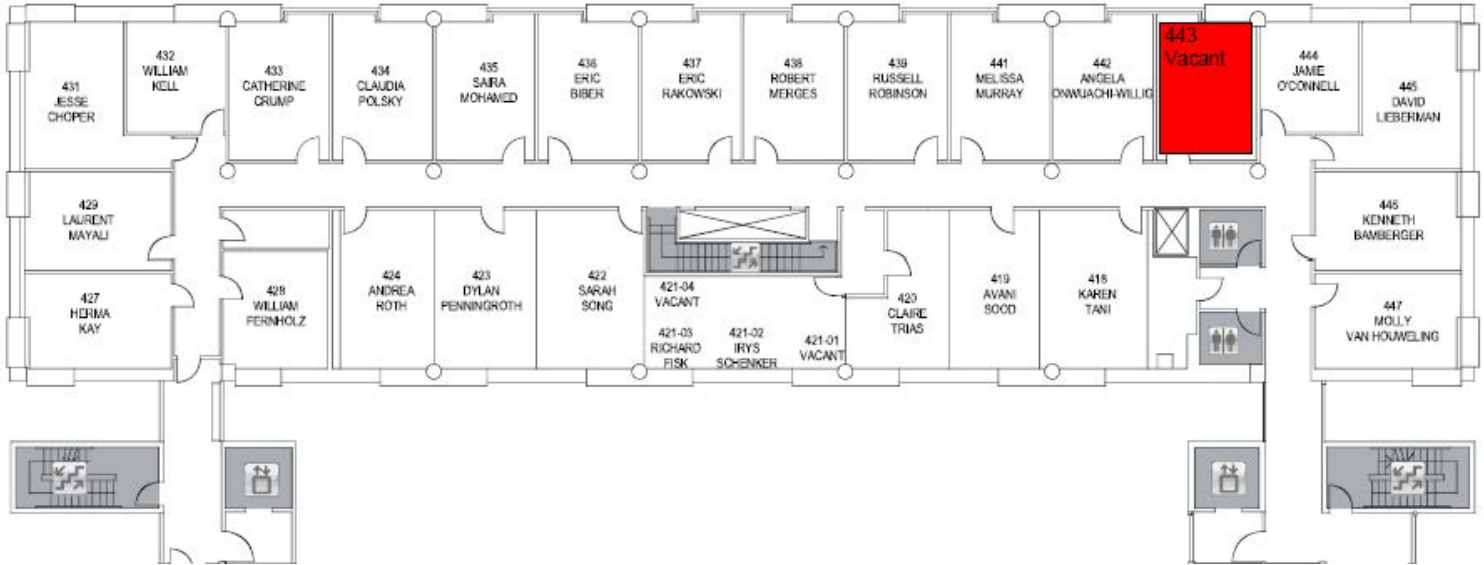 431
JESSE
CHOPER
432
WILLIAM
KELL
433
CATHERINE
CRUMP
434
CLAUDIA
POLSKY
435
SAIRA
MOHAMED
436
ERIC
BIBER
437
ERIC
RAKOWSKI
438
ROBERT
MERGES
439
RUSSELL
ROBINSON
441
MELISSA
MURRAY
442
ANGELA
ONWUACHI-WILLIG
443
Vacant
444
JAMIE
O'CONNELL
445
DAVID
LIEBERMAN
429
LAURENT
MAYALI
446
KENNETH
BAMBERGER
427
HERMA
KAY
428
WILLIAM
FERNHOLZ
424
ANDREA
ROTH
423
DYLAN
PENNINGROTH
422
SARAH
SONG
421-04
VACANT
421-03
RICHARD
FISK
421-02
IRYS
SCHENKER
421-01
VACANT
420
CLAIRE
TRIAS
419
AVANI
SOOD
418
KAREN
TANI
447
MOLLY
VAN HOUWELING